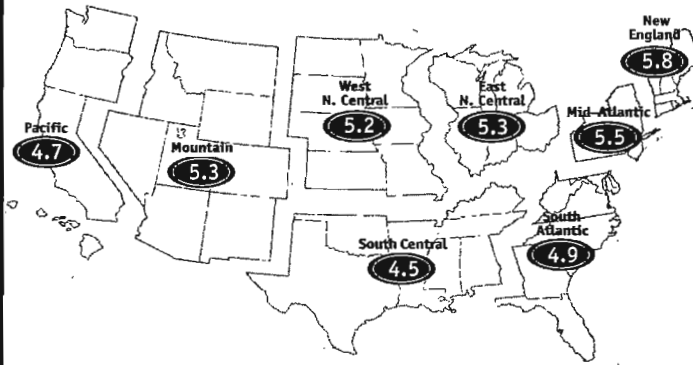 New
England
5.8
West
N. Central
5.2
East
N. Central
5.3
Mid-Atlantic
5.5
Pacific
4.7
Mountain
5.3
South Central
4.5
South
Atlantic
4.9